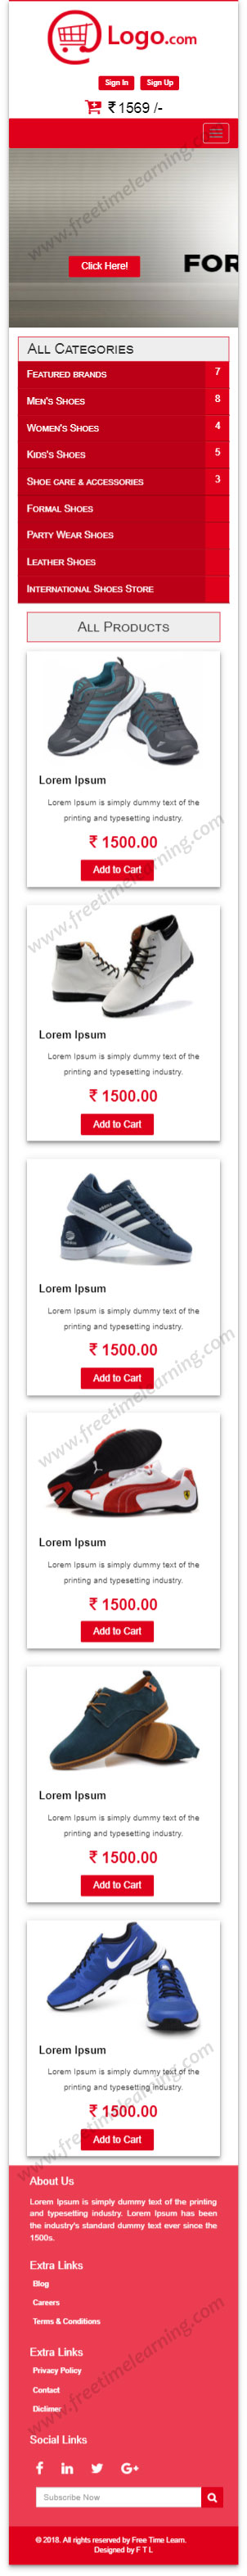 Logo.com
Sign In Sign Up
₹ 1569 /-
www.freetimelearning.com
FOR
Click Here!
ALL CATEGORIES
FEATURED BRANDS 7
MEN'S SHOES 8
WOMEN'S SHOES 4
KIDS'S SHOES 5
SHOE CARE & ACCESSORIES 3
FORMAL SHOES
PARTY WEAR SHOES
LEATHER SHOES
INTERNATIONAL SHOES STORE
ALL PRODUCTS
Lorem Ipsum
Lorem Ipsum is simply dummy text of the
printing and typesetting industry.
₹ 1500.00
Add to Cart
www.freetimelearning.com
Lorem Ipsum
Lorem Ipsum is simply dummy text of the
printing and typesetting industry.
₹ 1500.00
Add to Cart
Lorem Ipsum
Lorem Ipsum is simply dummy text of the
printing and typesetting industry.
₹ 1500.00
Add to Cart
www.freetimelearning.com
Lorem Ipsum
Lorem Ipsum is simply dummy text of the
printing and typesetting industry.
₹ 1500.00
Add to Cart
Lorem Ipsum
Lorem Ipsum is simply dummy text of the
printing and typesetting industry.
₹ 1500.00
Add to Cart
Lorem Ipsum
Lorem Ipsum is simply dummy text of the
printing and typesetting industry.
₹ 1500.00
Add to Cart
www.freetimelearning.com
About Us
Lorem Ipsum is simply dummy text of the printing
and typesetting industry. Lorem Ipsum has been
the industry's standard dummy text ever since the
1500s.
Extra Links
Blog
Careers
Terms & Conditions
Extra Links
Privacy Policy
Contact
Diclimer
www.freetimelearning.com
Social Links
f in G+
Subscribe Now
© 2018. All rights reserved by Free Time Learn.
Designed by F T L